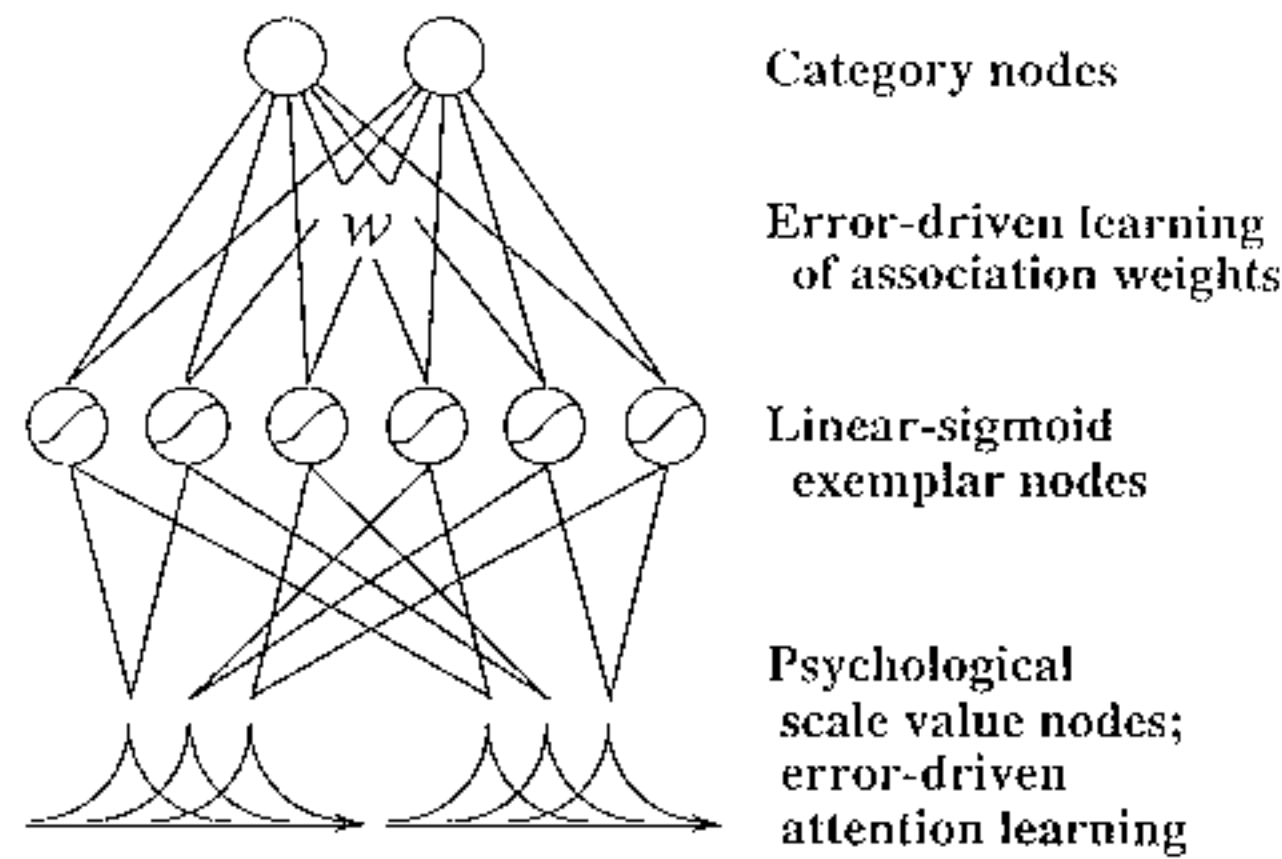 Category nodes
w
Error-driven learning
of association weights
Linear-sigmoid
exemplar nodes
Psychological
scale value nodes;
error-driven
attention learning